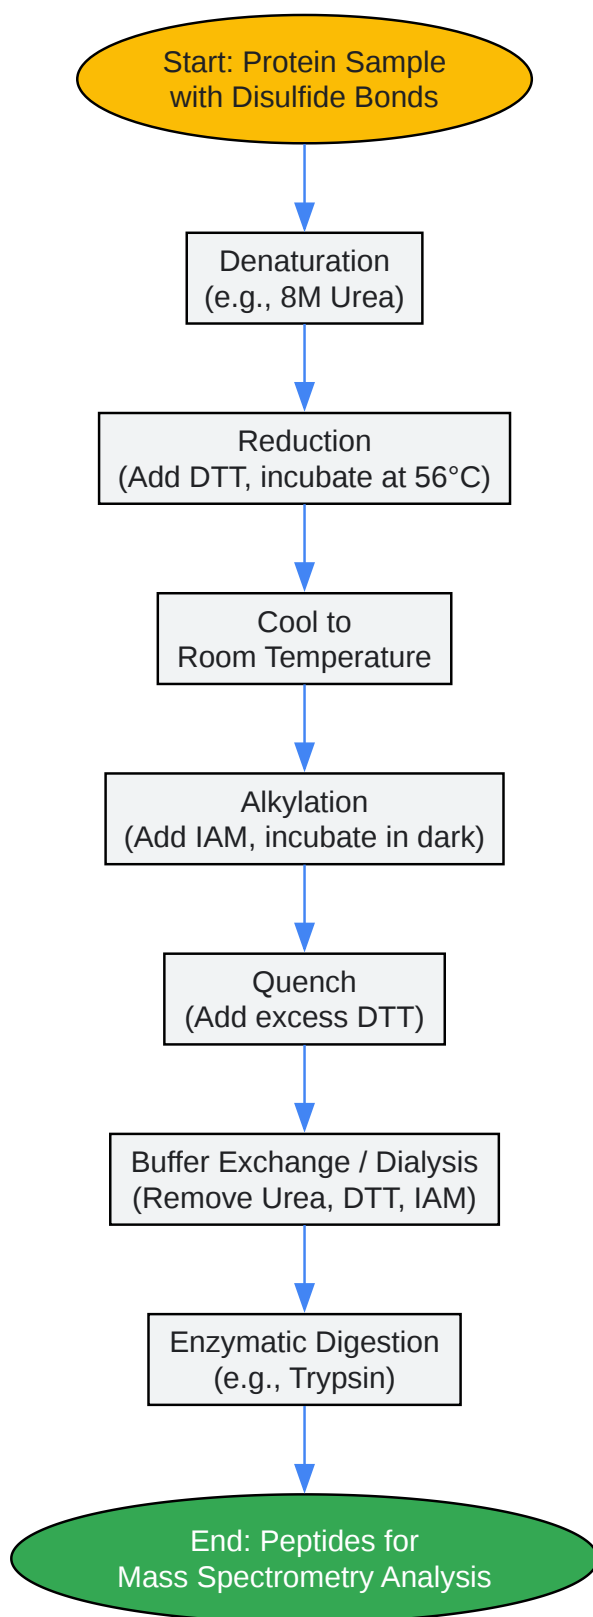 Start: Protein Sample
with Disulfide Bonds
Denaturation
(e.g., 8M Urea)
Reduction
(Add DTT, incubate at 56°C)
Cool to
Room Temperature
Alkylation
(Add IAM, incubate in dark)
Quench
(Add excess DTT)
Buffer Exchange / Dialysis
(Remove Urea, DTT, IAM)
Enzymatic Digestion
(e.g., Trypsin)
End: Peptides for
Mass Spectrometry Analysis